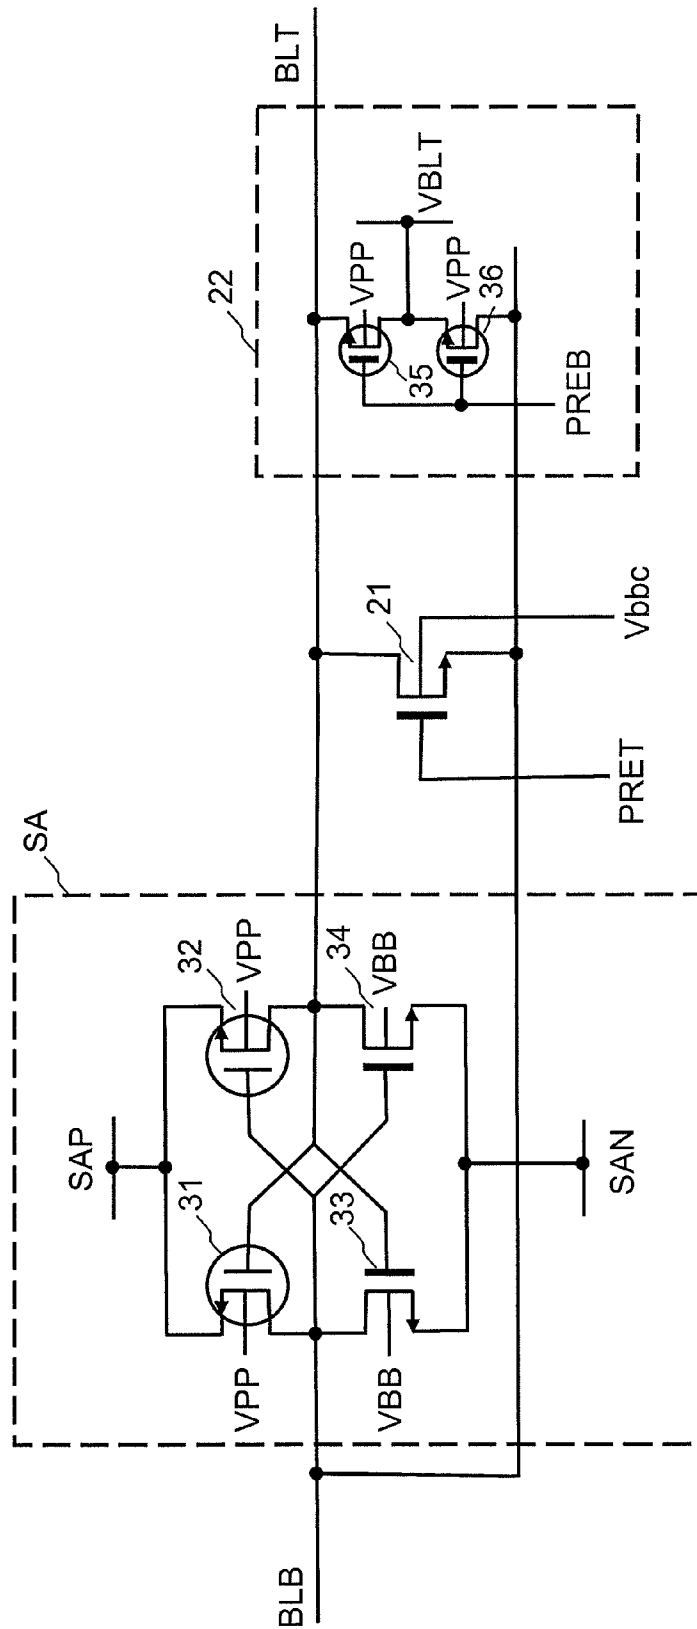 SA
SAP
31
32
VPP
VPP
33
34
VBB
VBB
SAN
BLB
21
PRET
Vbbc
22
BLT
VPP
35
VBLT
VPP
36
PREB